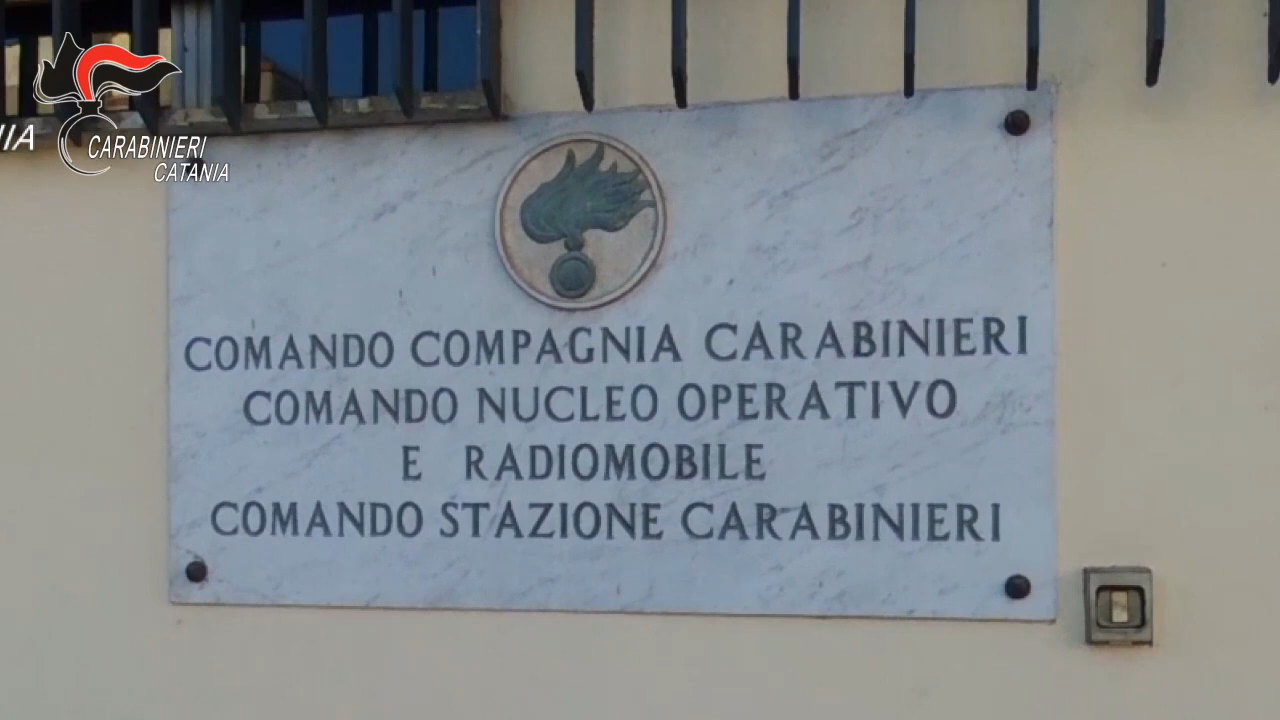 CARABINIERI
CATANIA
COMANDO COMPAGNIA CARABINIERI
COMANDO NUCLEO OPERATIVO
E RADIOMOBILE
COMANDO STAZIONE CARABINIERI